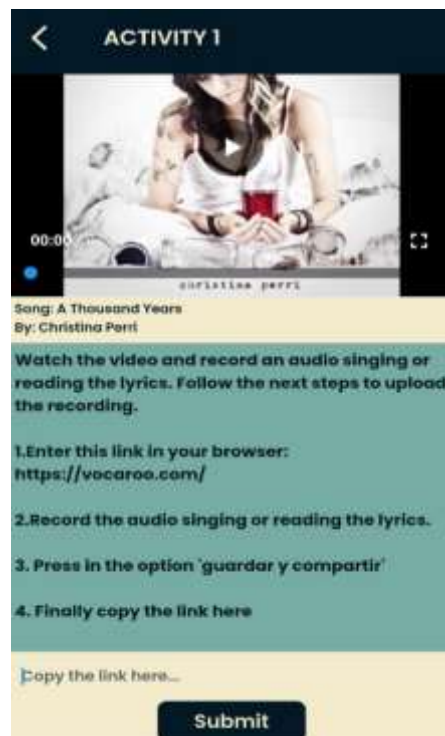 ACTIVITY 1
00:00
christina perri
Song: A Thousand Years
By: Christina Perri
Watch the video and record an audio singing or
reading the lyrics. Follow the next steps to upload
the recording.
1.Enter this link in your browser:
https://vocaroo.com/
2.Record the audio singing or reading the lyrics.
3. Press in the option 'guardar y compartir'
4. Finally copy the link here
Copy the link here...
Submit